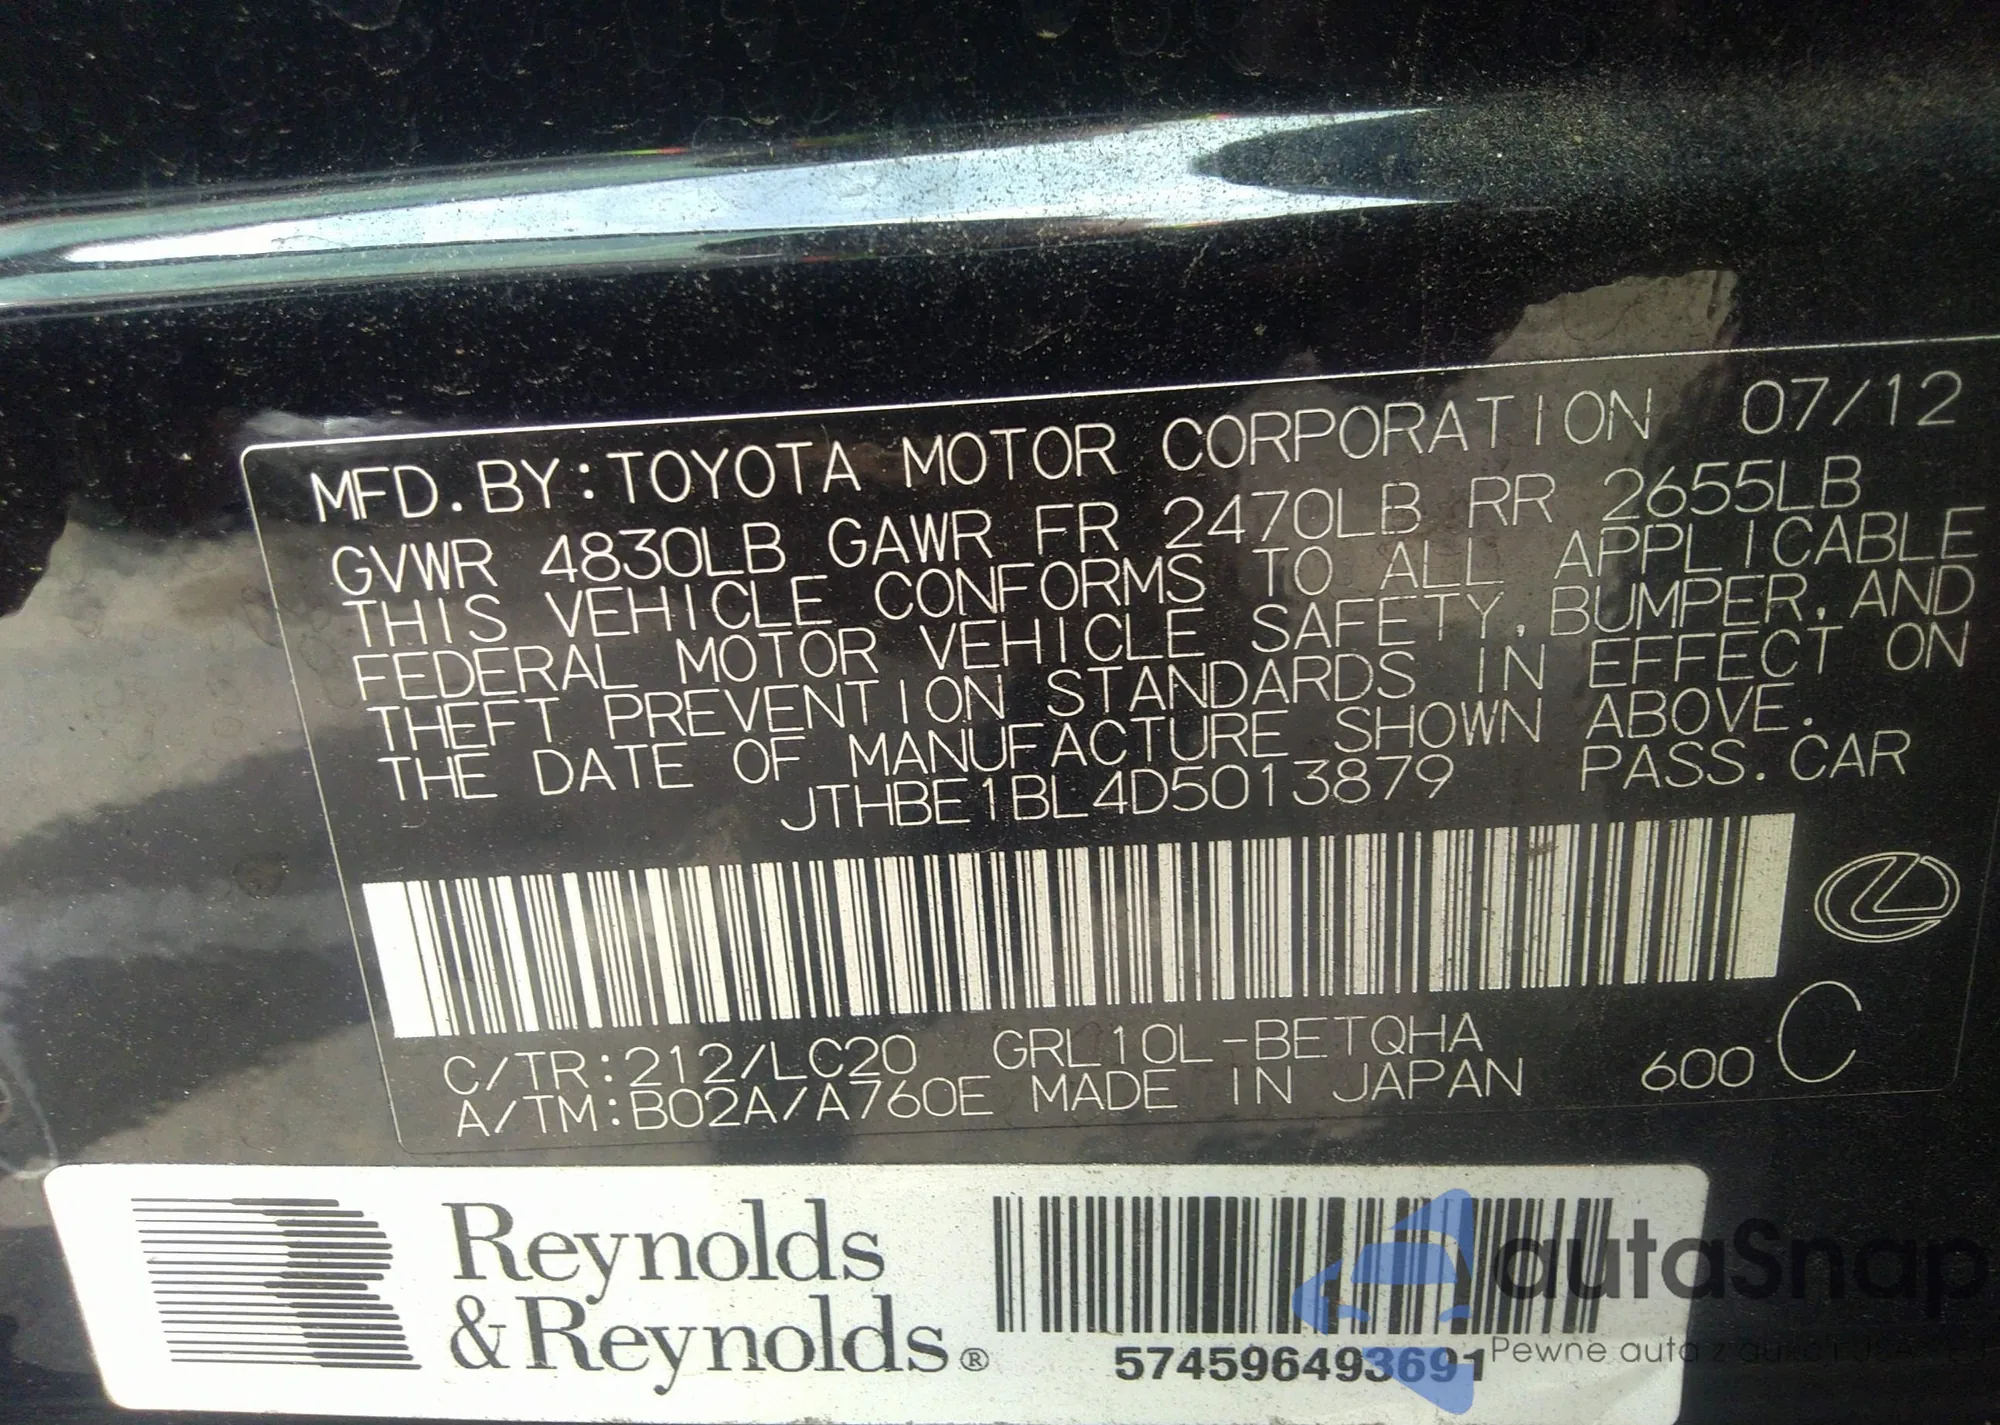 MFD. BY: TOYOTA MOTOR CORPORATION 07/12
GVWR 4830LB GAWR FR 2470LB RR 2655LB
THIS VEHICLE CONFORMS TO ALL APPLICABLE
FEDERAL MOTOR VEHICLE SAFETY, BUMPER, AND
THEFT PREVENTION STANDARDS IN EFFECT ON
THE DATE OF MANUFACTURE SHOWN ABOVE.
JTHBE1BL4D5013879 PASS. CAR
C/TR: 212/LC20 GRL10L-BETQHA
A/TM: B02A/A760E MADE IN JAPAN 600 C
Reynolds
&Reynolds®
574596493691
autaSnap
Pewne auta z aukcji